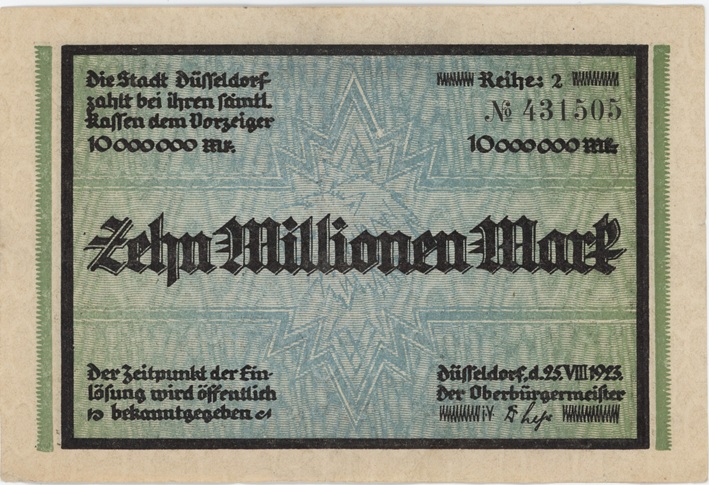 Die Stadt Düsseldorf
zahlt bei ihren sämtl.
Kassen dem Vorzeiger
10000000 Mk.
Reihe: 2
№ 431505
10000000 Mk.
Zehn Millionen Mark
Der Zeitpunkt der Ein-
lösung wird öffentlich
bekanntgegeben
Düsseldorf, d. 25. VIII 1923.
Der Oberbürgermeister
i.V.